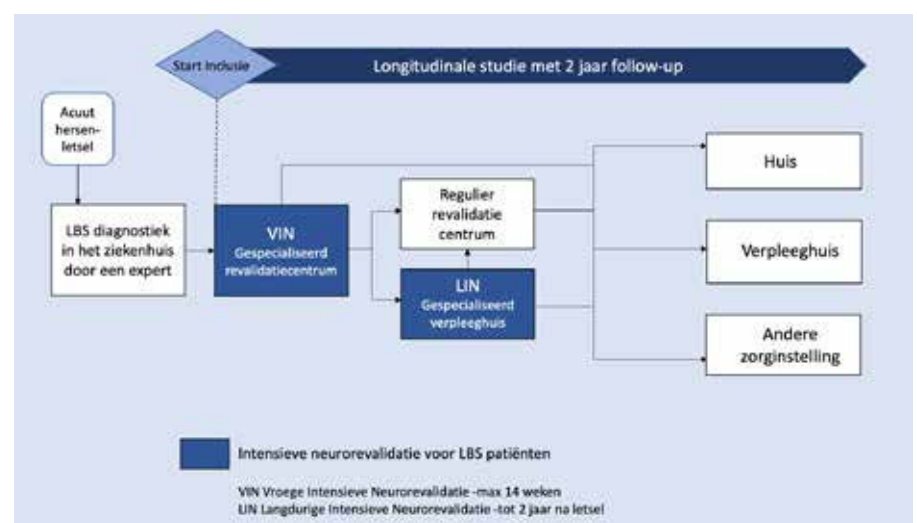 Start Inclusie
Longitudinale studie met 2 jaar follow-up
Acuut
hersen-
letsel
LBS diagnostiek
in het ziekenhuis
door een expert
VIN
Gespecialiseerd
revalidatiecentrum
Regulier
revalidatie
centrum
LIN
Gespecialiseerd
verpleeghuis
Huis
Verpleeghuis
Andere
zorginstelling
Intensieve neurorevalidatie voor LBS patiënten
VIN Vroege Intensieve Neurorevalidatie -max 14 weken
LIN Langdurige Intensieve Neurorevalidatie -tot 2 jaar na letsel